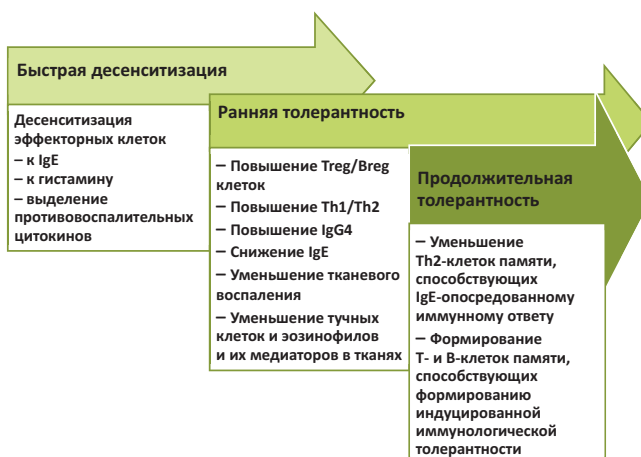 Быстрая десенситизация
Десенситизация
эффекторных клеток
– к IgE
– к гистамину
– выделение
противовоспалительных
цитокинов
Ранняя толерантность
– Повышение Treg/Breg
клеток
– Повышение Th1/Th2
– Повышение IgG4
– Снижение IgE
– Уменьшение тканевого
воспаления
– Уменьшение тучных
клеток и эозинофилов
и их медиаторов в тканях
Продолжительная
толерантность
– Уменьшение
Th2-клеток памяти,
способствующих
IgE-опосредованному
иммунному ответу
– Формирование
Т- и В-клеток памяти,
способствующих
формированию
индуцированной
иммунологической
толерантности